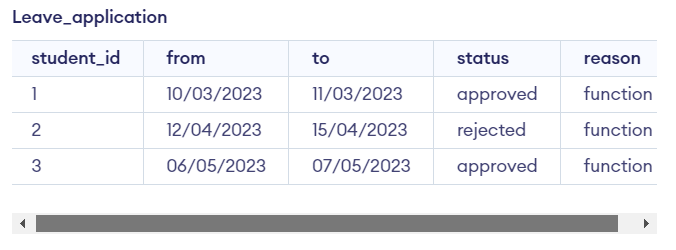 Leave_application
student_id from to status reason
1 10/03/2023 11/03/2023 approved function
2 12/04/2023 15/04/2023 rejected function
3 06/05/2023 07/05/2023 approved function